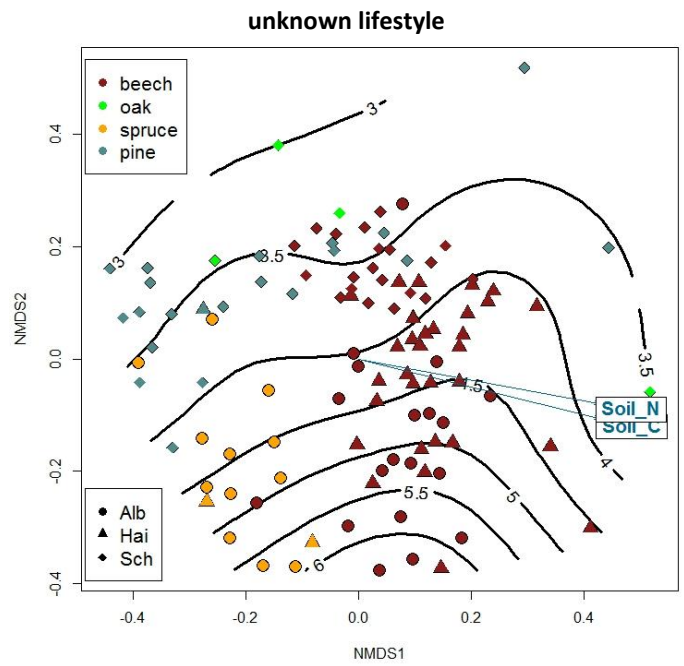 unknown lifestyle
beech
oak
spruce
pine
3
3
3.5
3.5
4.5
Soil_N
Soil_C
4
5
5.5
6
Alb
Hai
Sch
0.4
0.2
0.0
-0.2
-0.4
NMDS2
-0.4
-0.2
0.0
0.2
0.4
NMDS1